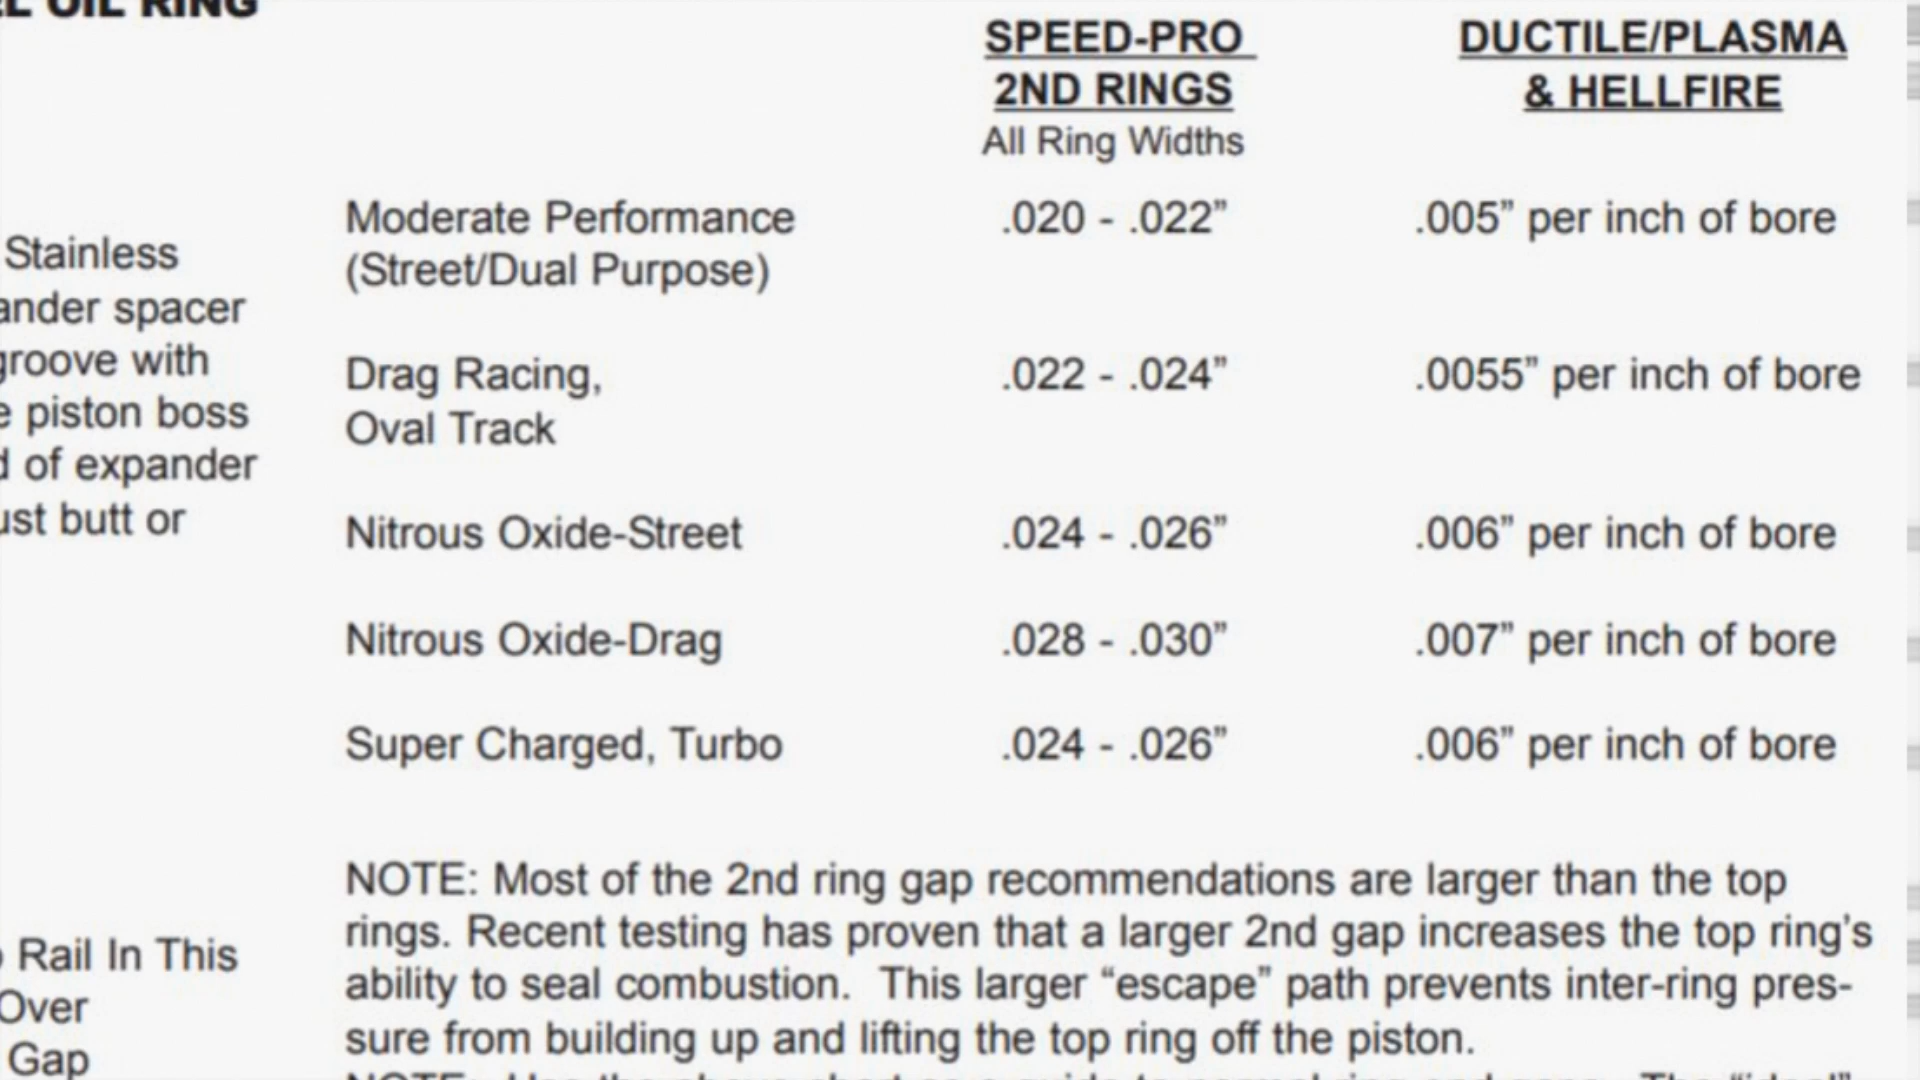 OIL RING
SPEED-PRO
2ND RINGS
All Ring Widths
DUCTILE/PLASMA
& HELLFIRE
Moderate Performance
(Street/Dual Purpose)
.020 - .022”
.005” per inch of bore
Drag Racing,
Oval Track
.022 - .024”
.0055” per inch of bore
Nitrous Oxide-Street
.024 - .026”
.006” per inch of bore
Nitrous Oxide-Drag
.028 - .030”
.007” per inch of bore
Super Charged, Turbo
.024 - .026”
.006” per inch of bore
NOTE: Most of the 2nd ring gap recommendations are larger than the top
rings. Recent testing has proven that a larger 2nd gap increases the top ring’s
ability to seal combustion.  This larger “escape” path prevents inter-ring pres-
sure from building up and lifting the top ring off the piston.
Stainless
ander spacer
groove with
piston boss
of expander
ust butt or
Rail In This
Over
Gap